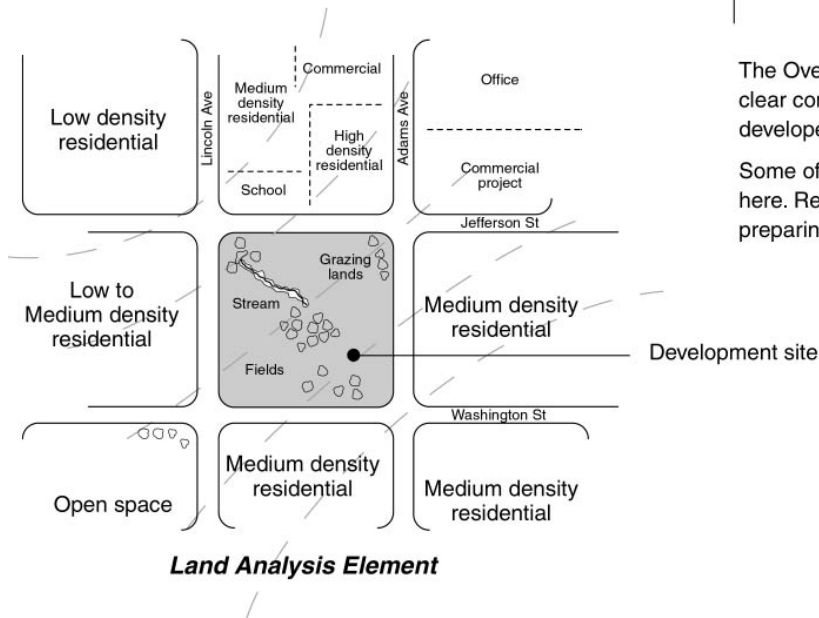 Low density
residential
Lincoln Ave
Medium
density
residential
Commercial
High
density
residential
School
Adams Ave
Office
Commercial
project
Jefferson St
Low to
Medium density
residential
Grazing
lands
Stream
Fields
Medium density
residential
Development site
Washington St
Open space
Medium density
residential
Medium density
residential
Land Analysis Element
The Ove
clear con
develope
Some of
here. Re
preparin